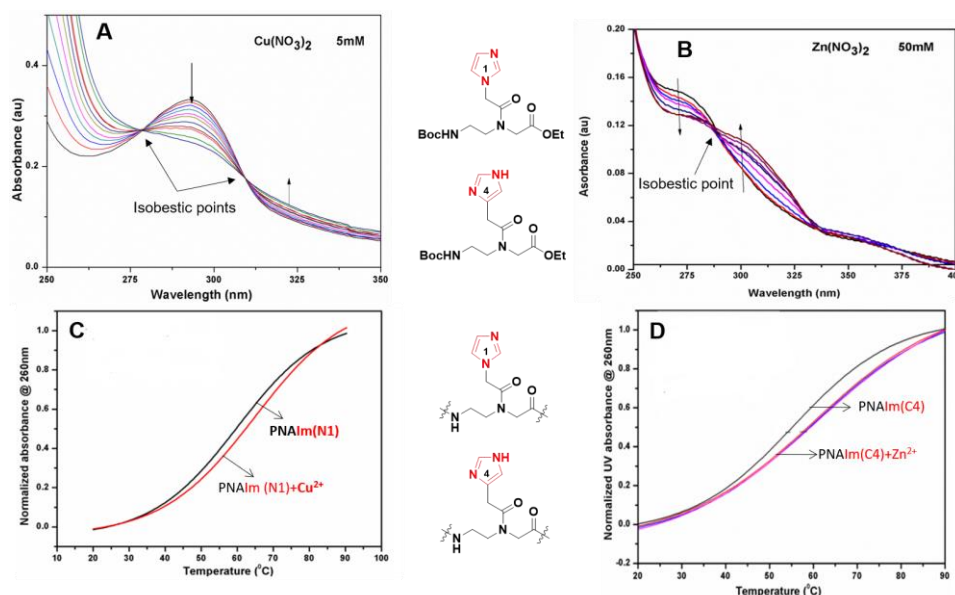 A
Cu(NO3)2 5mM
0.4
0.2
0.0
Absorbance (au)
Isobestic points
250 275 300 325 350
Wavelength (nm)
N
1
N
O
O
BocHN
N
OEt
NH
N
4
O
O
BocHN
N
OEt
B
Zn(NO3)2 50mM
0.20
0.16
0.12
0.08
0.04
0.00
Asorbance (au)
Isobestic point
250 275 300 325 350 400
Wavelength (nm)
C
1.0
0.8
0.6
0.4
0.2
0.0
Normalized absorbance @ 260nm
PNAIm(N1)
PNAIm (N1)+Cu2+
10 20 30 40 50 60 70 80 90 100
Temperature (0C)
N
1
N
O
O
N
H
N
NH
N
4
O
O
N
H
N
D
1.0
0.8
0.6
0.4
0.2
0.0
-0.2
Normalized UV absorbance @ 260nm
PNAIm(C4)
PNAIm(C4)+Zn2+
20 30 40 50 60 70 80 90
Temperature (0C)